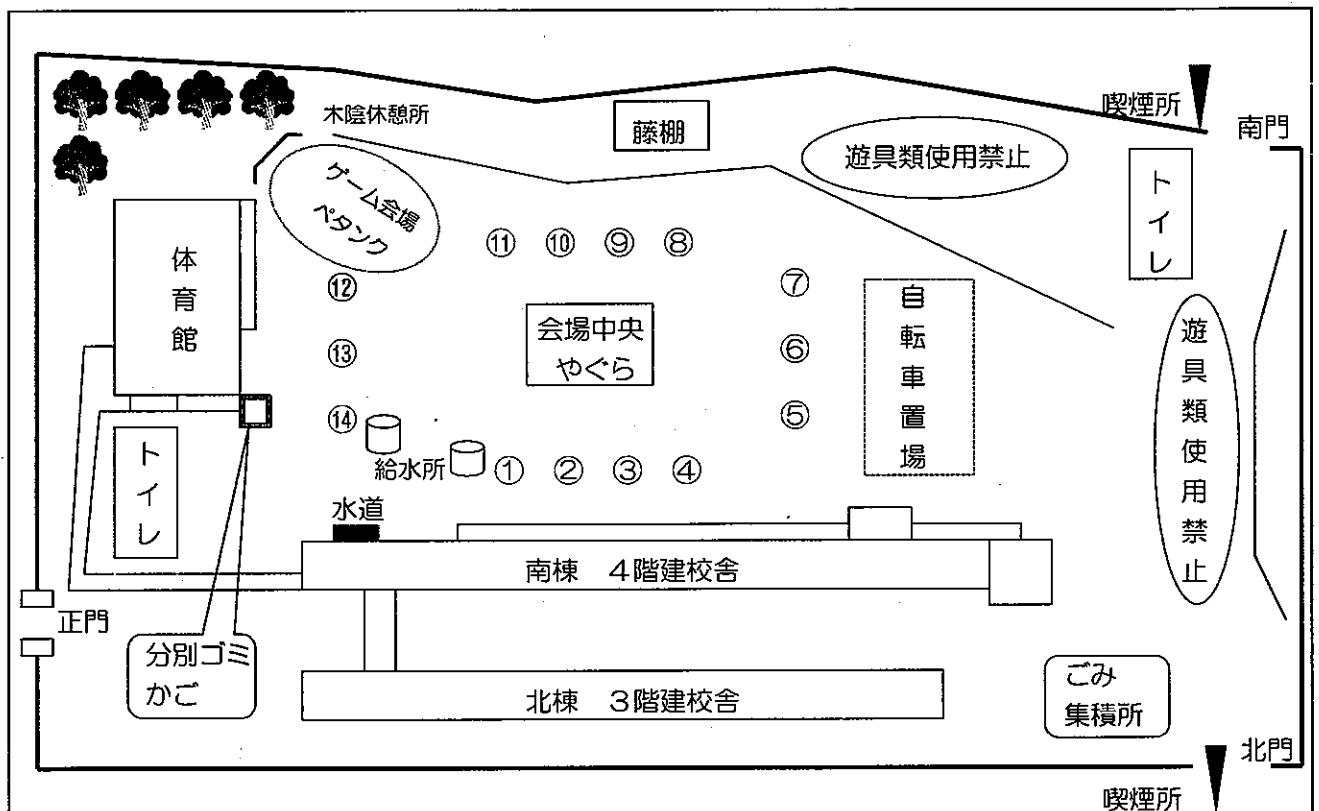 喫煙所
南門
木陰休憩所
藤棚
遊具類使用禁止
トイレ
ゲーム会場
ペタンク
⑪ ⑩ ⑨ ⑧
体育館
⑫
⑦
自転車置場
会場中央
やぐら
⑬
⑥
遊具類使用禁止
⑭
⑤
トイレ
給水所
① ② ③ ④
水道
南棟 4階建校舎
正門
分別ゴミ
かご
北棟 3階建校舎
ごみ
集積所
北門
喫煙所